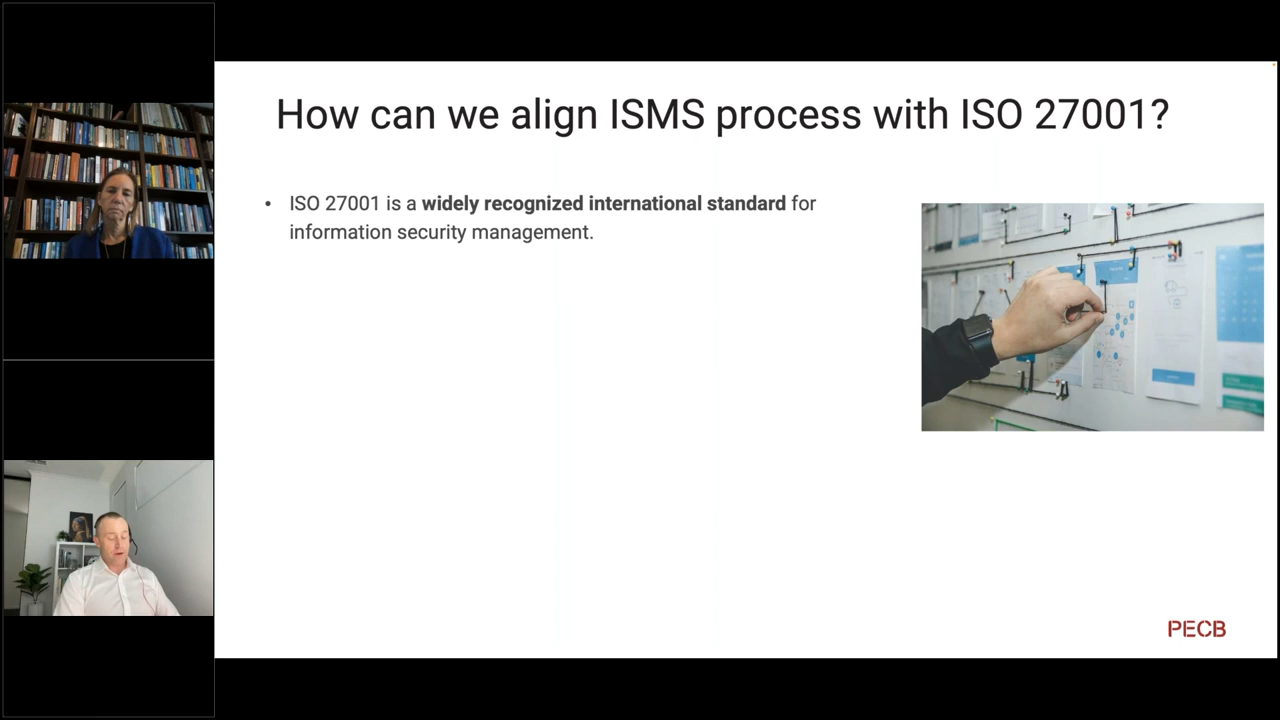 How can we align ISMS process with ISO 27001?
• ISO 27001 is a widely recognized international standard for
information security management.
PECB